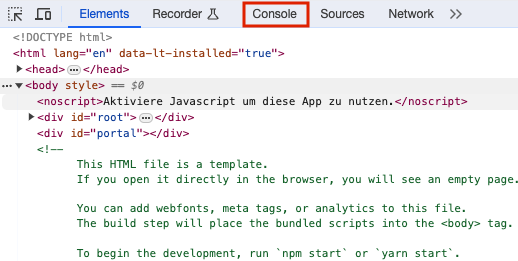 Elements Recorder Console Sources Network
<!DOCTYPE html>
<html lang="en" data-lt-installed="true">
<head> </head>
<body style> == $0
<noscript>Aktiviere Javascript um diese App zu nutzen.</noscript>
<div id="root"> </div>
<div id="portal"></div>
<!--
This HTML file is a template.
If you open it directly in the browser, you will see an empty page.
You can add webfonts, meta tags, or analytics to this file.
The build step will place the bundled scripts into the <body> tag.
To begin the development, run `npm start` or `yarn start`.